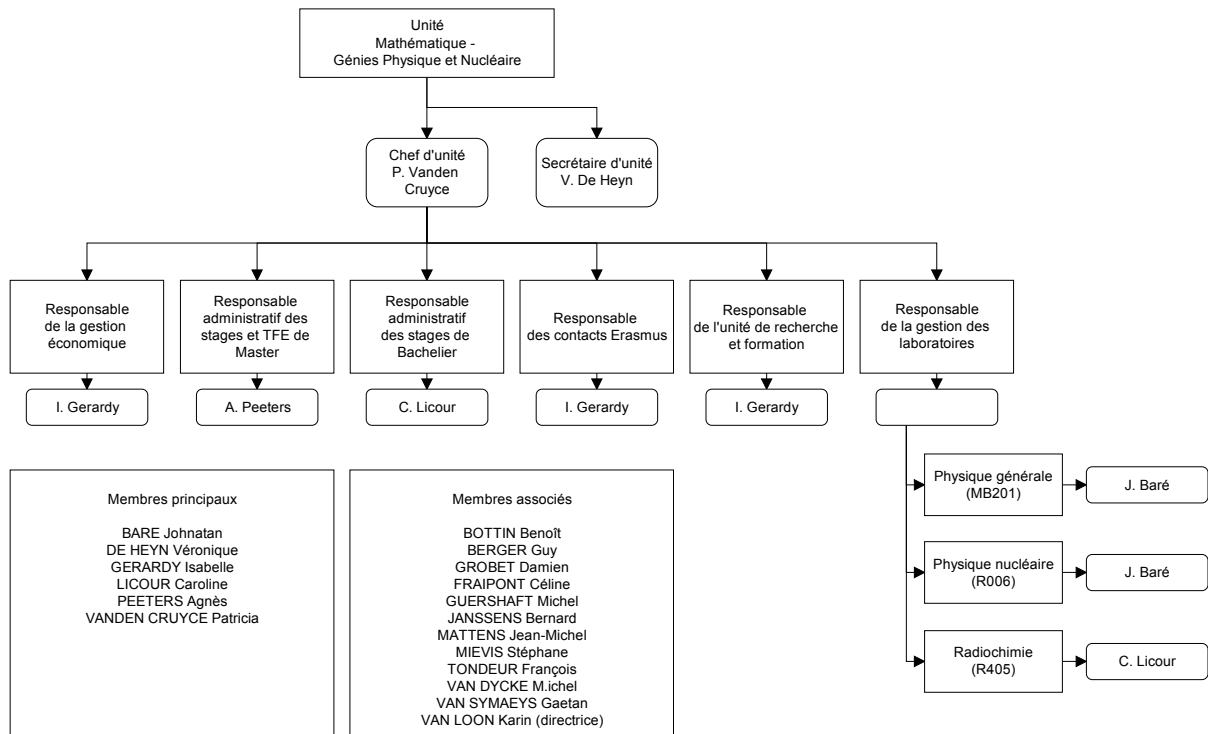 Unité
Mathématique -
Génies Physique et Nucléaire
Chef d'unité
P. Vanden
Cruyce
Secrétaire d'unité
V. De Heyn
Responsable
de la gestion
économique
Responsable
administratif des
stages et TFE de
Master
Responsable
administratif
des stages de
Bachelier
Responsable
des contacts Erasmus
Responsable
de l'unité de recherche
et formation
Responsable
de la gestion des
laboratoires
I. Gerardy
A. Peeters
C. Licour
I. Gerardy
I. Gerardy
Membres principaux
BARE Johnatan
DE HEYN Véronique
GERARDY Isabelle
LICOUR Caroline
PEETERS Agnès
VANDEN CRUYCE Patricia
Membres associés
BOTTIN Benoît
BERGER Guy
GROBET Damien
FRAIPONT Céline
GUERSHAFT Michel
JANSSENS Bernard
MATTENS Jean-Michel
MIEVIS Stéphane
TONDEUR François
VAN DYCKE M.ichel
VAN SYMAEYS Gaetan
VAN LOON Karin (directrice)
Physique générale
(MB201)
J. Baré
Physique nucléaire
(R006)
J. Baré
Radiochimie
(R405)
C. Licour